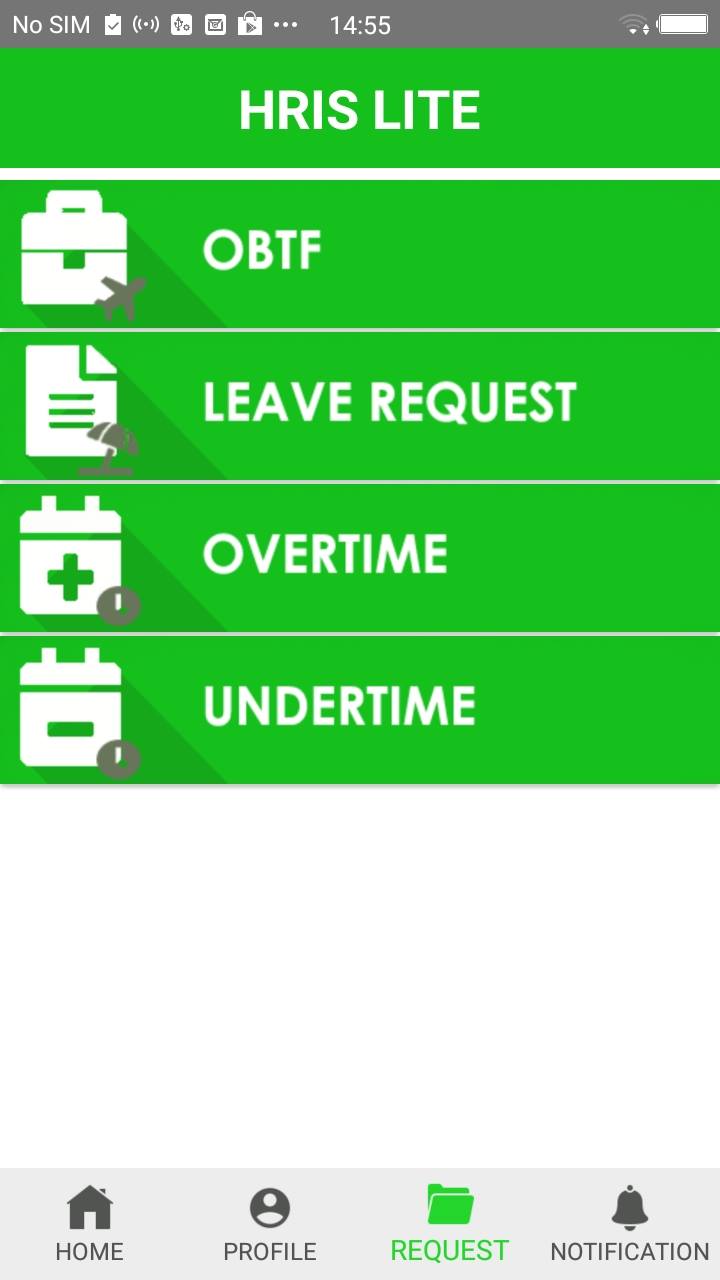 No SIM 14:55
HRIS LITE
OBTF
LEAVE REQUEST
OVERTIME
UNDERTIME
HOME PROFILE REQUEST NOTIFICATION